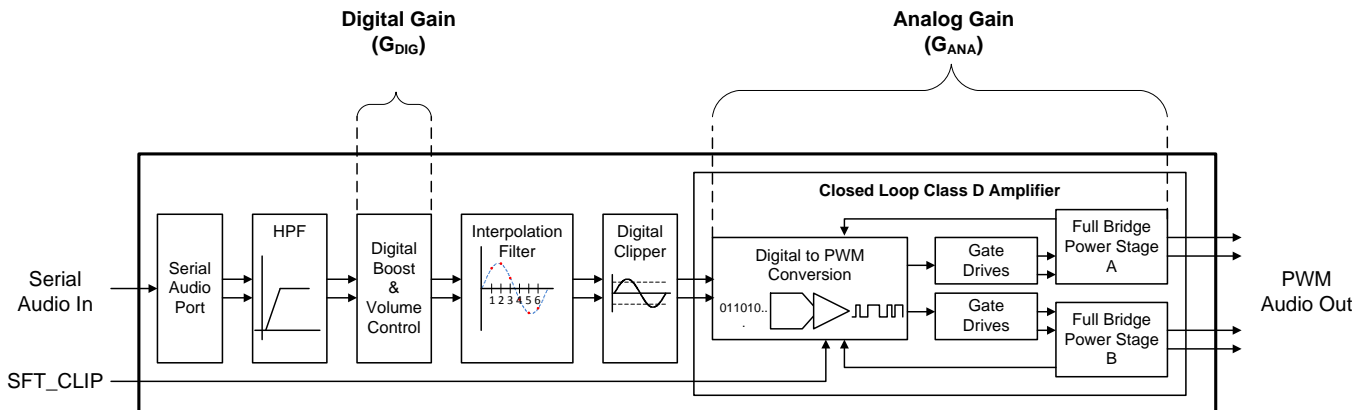 Digital Gain
(GDIG)
Analog Gain
(GANA)
Closed Loop Class D Amplifier
Serial
Audio In
Serial
Audio
Port
HPF
Digital
Boost
&
Volume
Control
Interpolation
Filter
1 2 3 4 5 6
Digital
Clipper
Digital to PWM
Conversion
011010..
.
Gate
Drives
Gate
Drives
Full Bridge
Power Stage
A
Full Bridge
Power Stage
B
PWM
Audio Out
SFT_CLIP